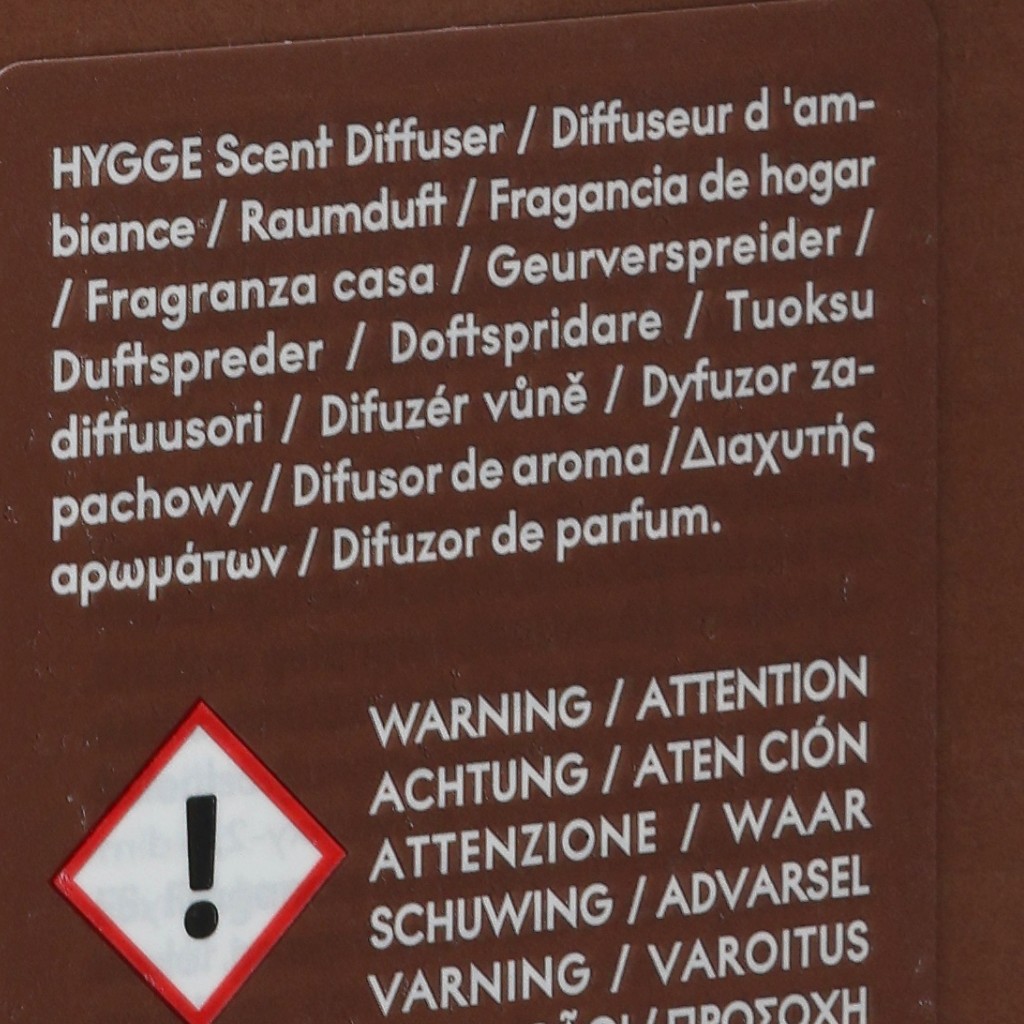 HYGGE Scent Diffuser / Diffuseur d 'am-
biance / Raumduft / Fragancia de hogar
/ Fragranza casa / Geurverspreider /
Duftspreder / Doftspridare / Tuoksu
diffuusori / Difuzér vůně / Dyfuzor za-
pachowy / Difusor de aroma /Διαχυτής
αρωμάτων / Difuzor de parfum.
WARNING / ATTENTION
ACHTUNG / ATEN CIÓN
ATTENZIONE / WAAR
SCHUWING / ADVARSEL
VARNING / VAROITUS
/ ΠΡΟΣΟΧΗ